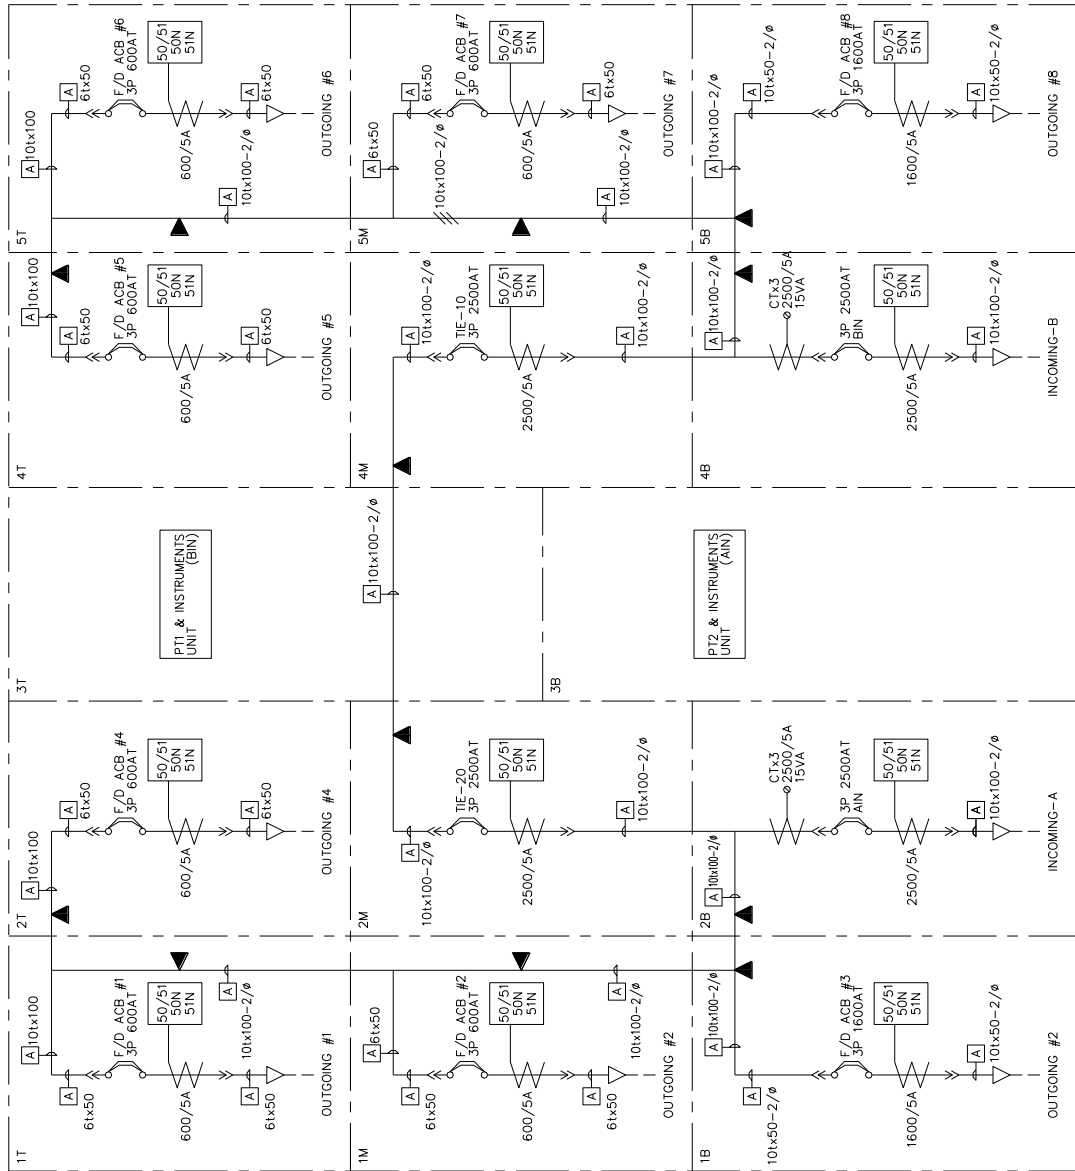 1T
A 10tx100
A
6tx50
F/D ACB #1
3P 600AT
50/51
50N
51N
600/5A
A
10tx100-2/ø
A
6tx50
OUTGOING #1
2T
A 10tx100
A
6tx50
F/D ACB #4
3P 600AT
50/51
50N
51N
600/5A
A
6tx50
OUTGOING #4
3T
PT1 & INSTRUMENTS
UNIT (BIN)
4T
A 10tx100
A
6tx50
F/D ACB #5
3P 600AT
50/51
50N
51N
600/5A
A
6tx50
OUTGOING #5
5T
A 10tx100
A
6tx50
F/D ACB #6
3P 600AT
50/51
50N
51N
600/5A
A
10tx100-2/ø
A
6tx50
OUTGOING #6
1M
A 6tx50
A
6tx50
F/D ACB #2
3P 600AT
50/51
50N
51N
600/5A
A
10tx100-2/ø
A
6tx50
OUTGOING #2
2M
A
10tx100-2/ø
TIE-20
3P 2500AT
50/51
50N
51N
2500/5A
A
10tx100-2/ø
A 10tx100-2/ø
4M
A
10tx100-2/ø
TIE-10
3P 2500AT
50/51
50N
51N
2500/5A
A
10tx100-2/ø
5M
A
6tx50
A
6tx50
10tx100-2/ø
F/D ACB #7
3P 600AT
50/51
50N
51N
600/5A
A
10tx100-2/ø
A
6tx50
OUTGOING #7
1B
A
10tx100-2/ø
A
10tx50-2/ø
F/D ACB #3
3P 1600AT
50/51
50N
51N
1600/5A
A
10tx50-2/ø
OUTGOING #2
2B
A
10tx100-2/ø
CTx3
2500/5A
15VA
3P 2500AT
AIN
50/51
50N
51N
2500/5A
A
10tx100-2/ø
INCOMING-A
3B
PT2 & INSTRUMENTS
UNIT (AIN)
4B
A
10tx100-2/ø
CTx3
2500/5A
15VA
3P 2500AT
BIN
50/51
50N
51N
2500/5A
A
10tx100-2/ø
INCOMING-B
5B
A
10tx100-2/ø
A
10tx50-2/ø
F/D ACB #8
3P 1600AT
50/51
50N
51N
1600/5A
A
10tx50-2/ø
OUTGOING #8